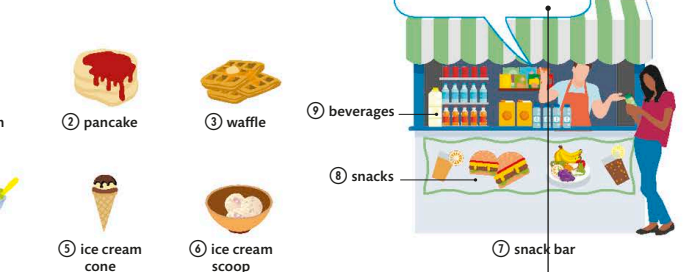 ② pancake
③ waffle
⑨ beverages
⑧ snacks
⑤ ice cream
cone
⑥ ice cream
scoop
⑦ snack bar